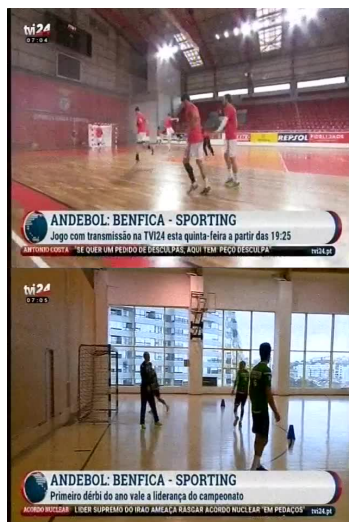 tvi24
07:04
REPSOL
ANDEBOL: BENFICA - SPORTING
Jogo com transmissão na TVI24 esta quinta-feira a partir das 19:25
ANTONIO COSTA "SE QUER UM PEDIDO DE DESCULPAS, AQUI TEM PEÇO DESCULPA" tvi24.pt
tvi24
07:05
ANDEBOL: BENFICA - SPORTING
Primeiro dérbi do ano vale a liderança do campeonato
ACORDO NUCLEAR LIDER SUPREMO DO IRAO AMEAÇA RASGAR ACORDO NUCLEAR "EM PEDAÇOS" tvi24.pt